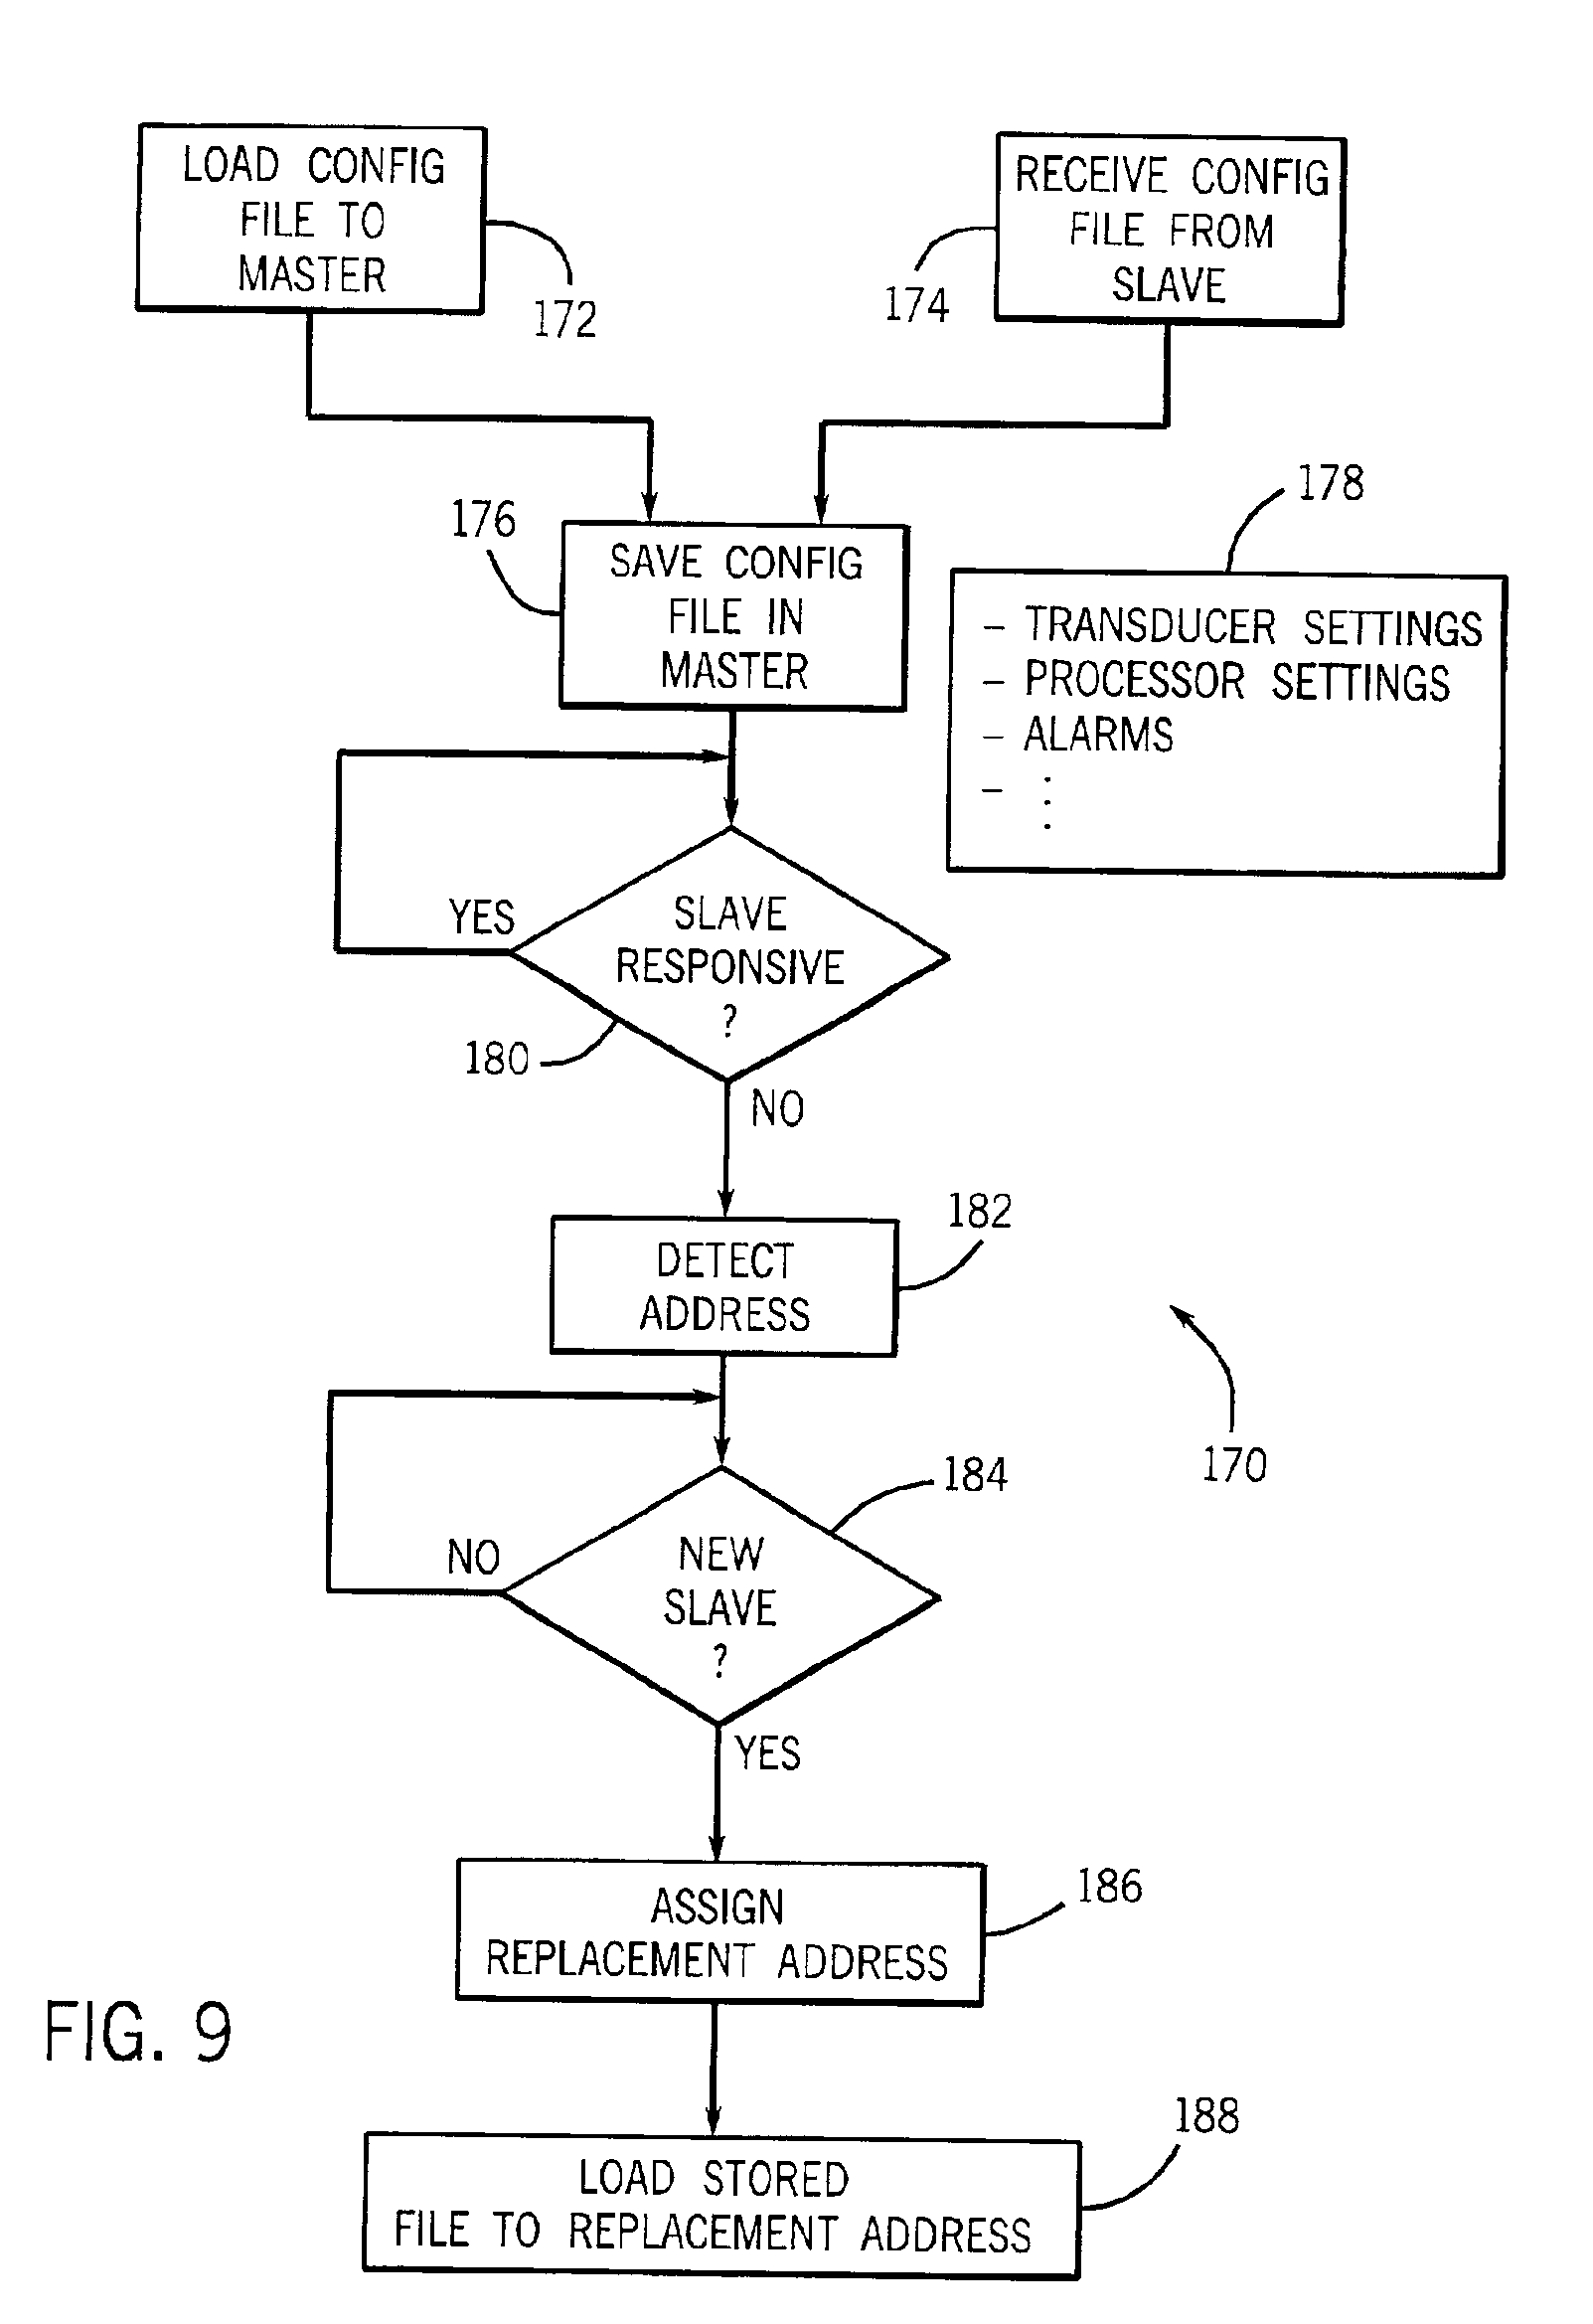 LOAD CONFIG
FILE TO
MASTER
172
RECEIVE CONFIG
FILE FROM
SLAVE
174
176
SAVE CONFIG
FILE IN
MASTER
178
- TRANSDUCER SETTINGS
- PROCESSOR SETTINGS
- ALARMS
- ⋮
YES
SLAVE
RESPONSIVE
?
180
NO
182
DETECT
ADDRESS
170
184
NO
NEW
SLAVE
?
YES
186
ASSIGN
REPLACEMENT ADDRESS
FIG. 9
188
LOAD STORED
FILE TO REPLACEMENT ADDRESS